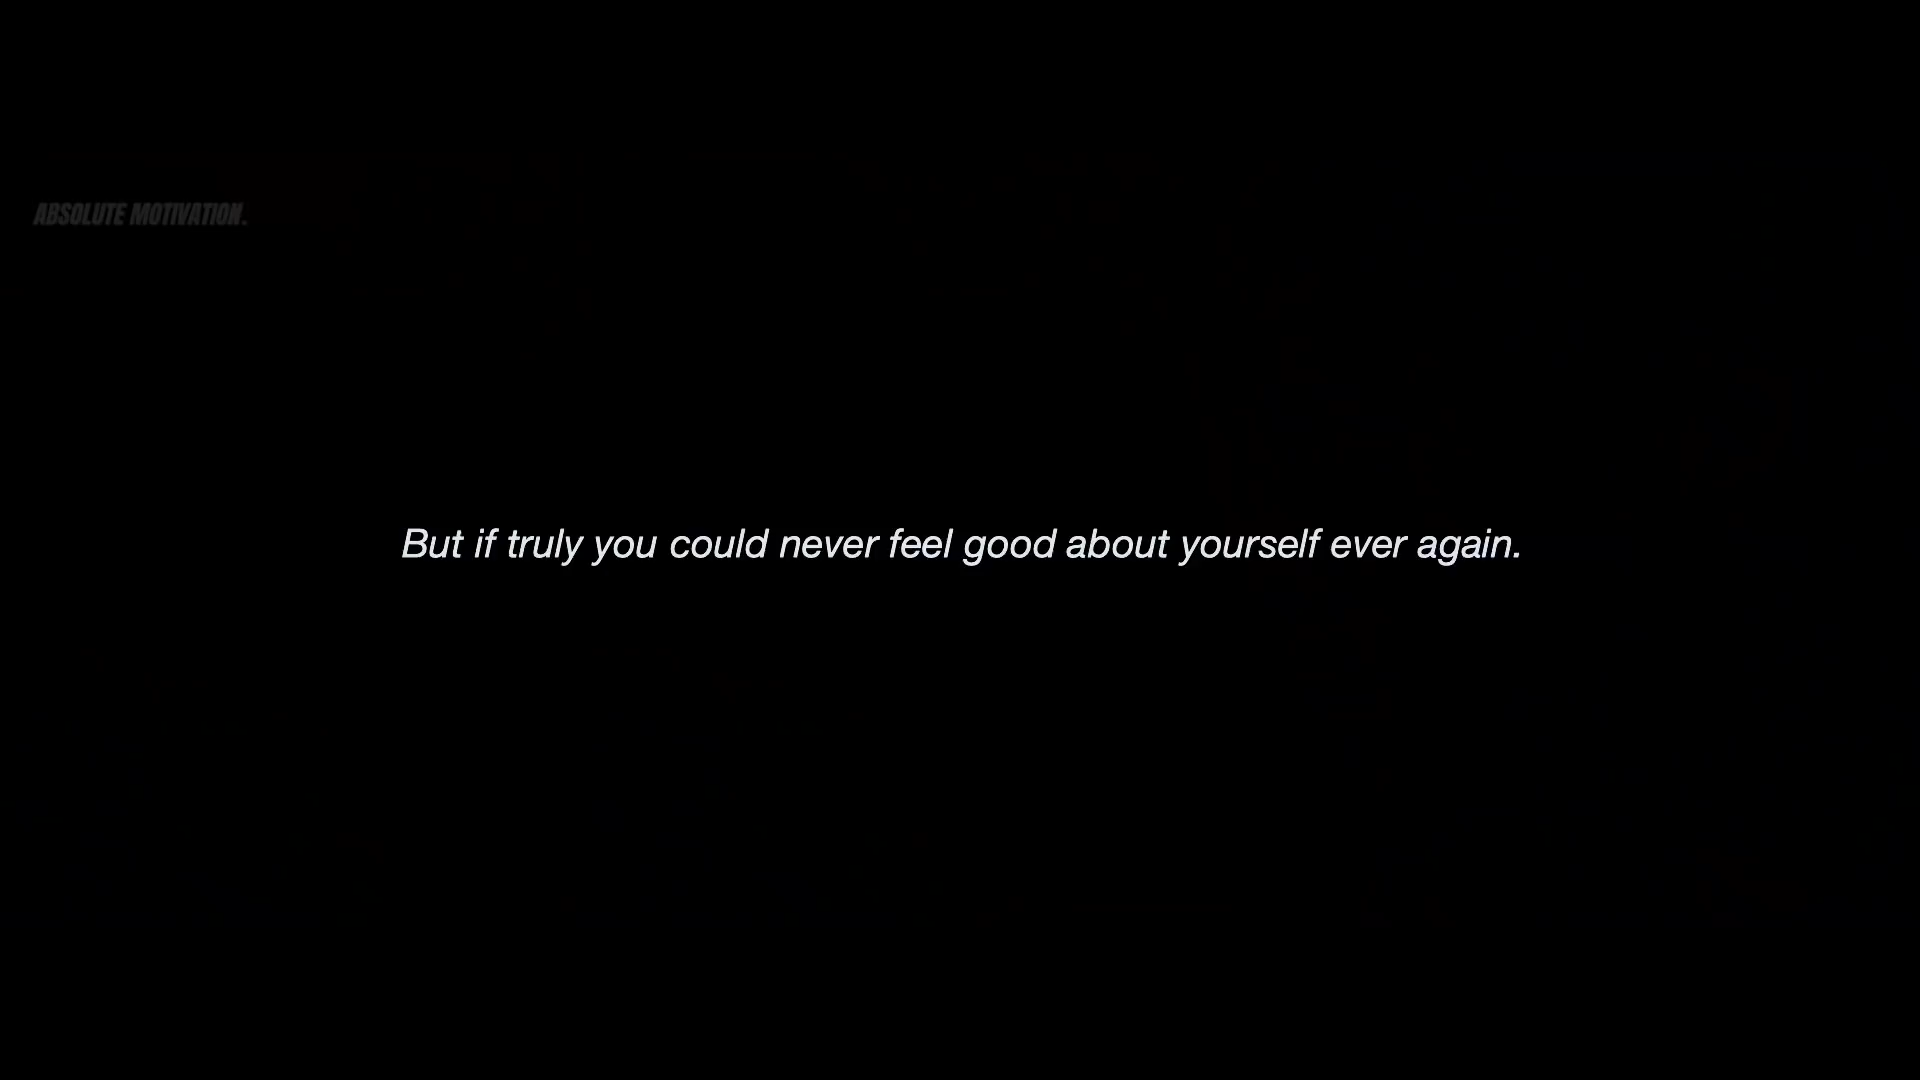 ABSOLUTE MOTIVATION.
But if truly you could never feel good about yourself ever again.